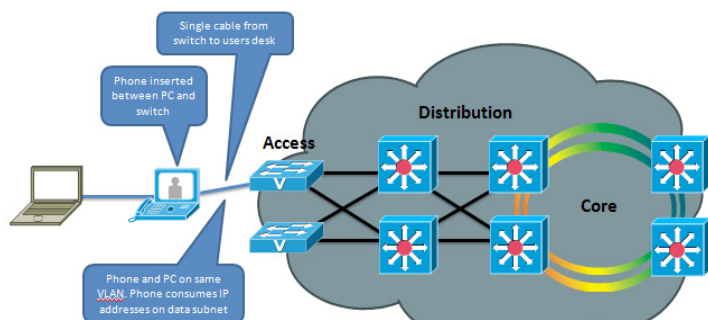 Single cable from
switch to users desk
Phone inserted
between PC and
switch
Distribution
Access
V
V
Core
Phone and PC on same
VLAN. Phone consumes IP
addresses on data subnet